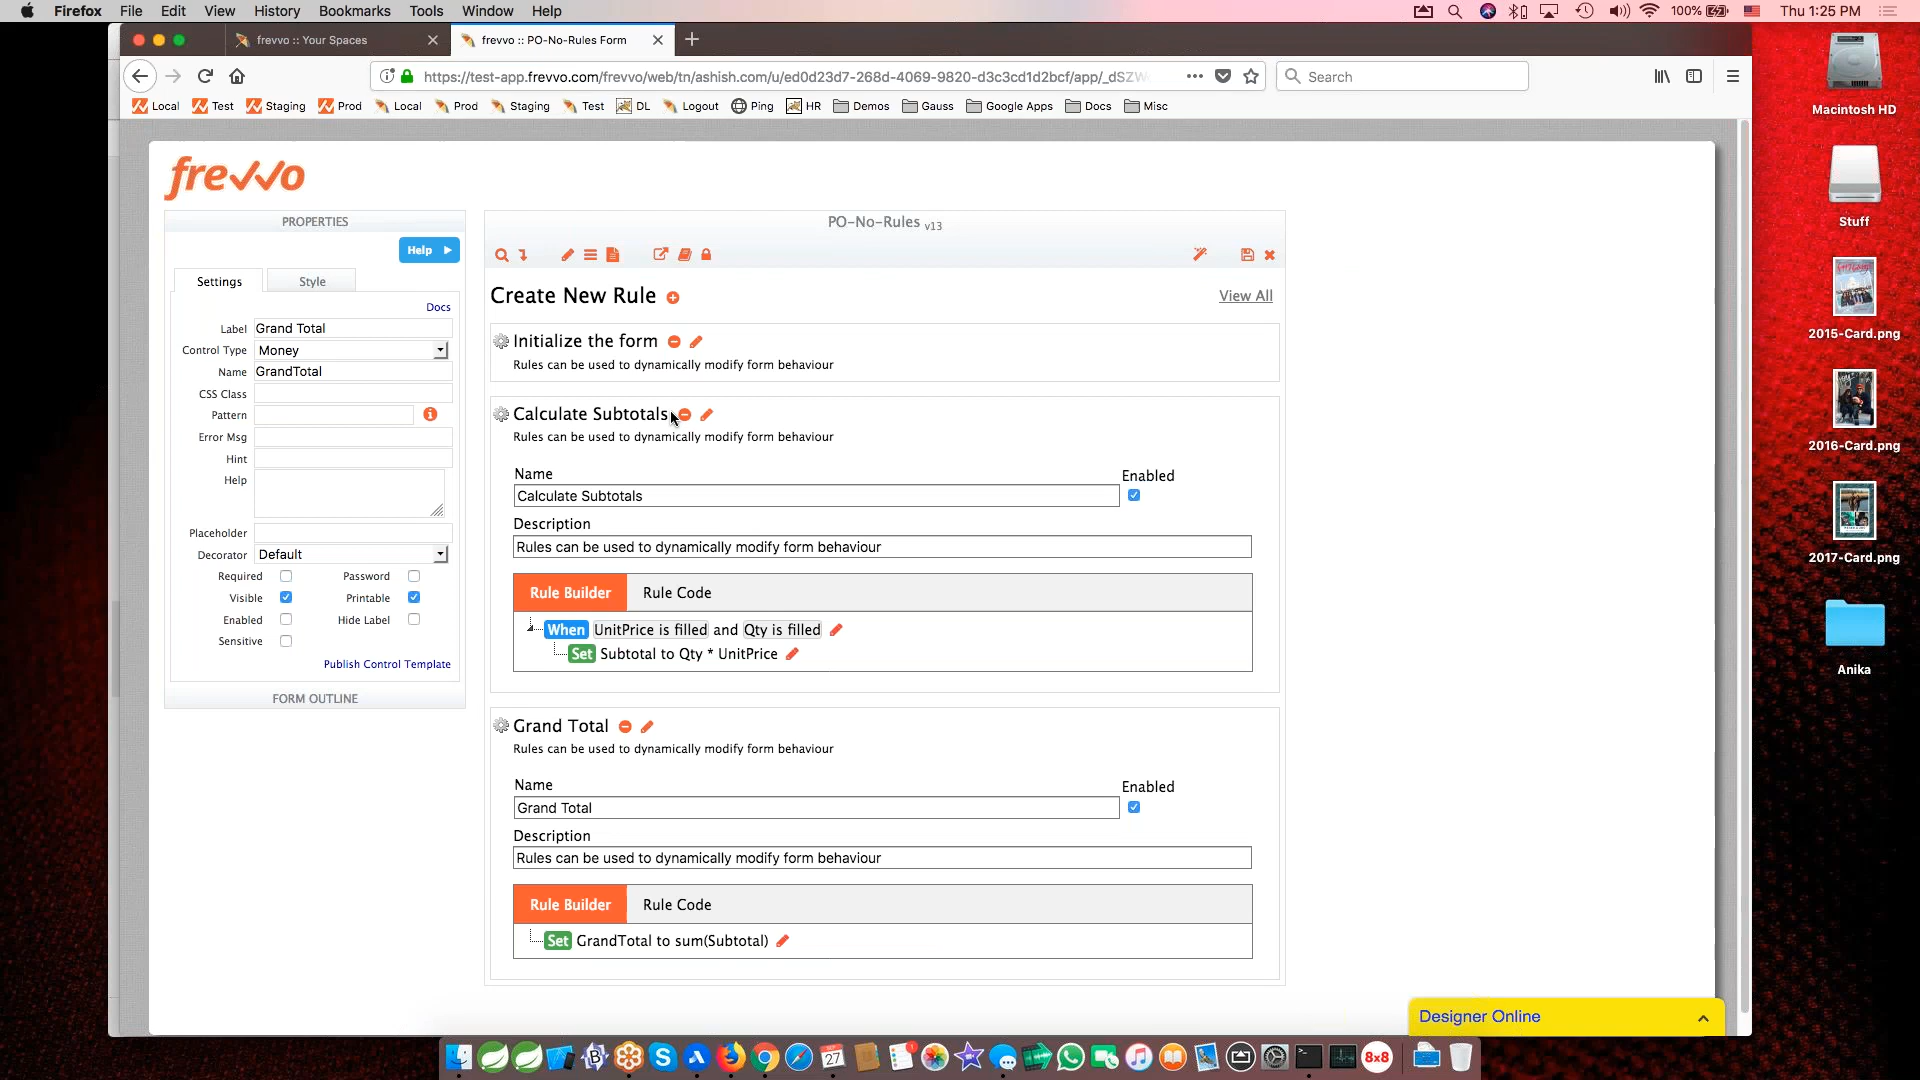 Firefox File Edit View History Bookmarks Tools Window Help 100% Thu 1:25 PM
frevvo :: Your Spaces frevvo :: PO-No-Rules Form
https://test-app.frevvo.com/frevvo/web/tn/ashish.com/u/ed0d23d7-268d-4069-9820-d3c3cd1d2bcf/app/_dSZW Search
Local Test Staging Prod Local Prod Staging Test DL Logout Ping HR Demos Gauss Google Apps Docs Misc
frevvo
PROPERTIES
Help
Settings Style
Docs
Label Grand Total
Control Type Money
Name GrandTotal
CSS Class
Pattern
Error Msg
Hint
Help
Placeholder
Decorator Default
Required Password
Visible Printable
Enabled Hide Label
Sensitive
Publish Control Template
FORM OUTLINE
PO-No-Rules v13
Create New Rule View All
Initialize the form
Rules can be used to dynamically modify form behaviour
Calculate Subtotals
Rules can be used to dynamically modify form behaviour
Name Enabled
Calculate Subtotals
Description
Rules can be used to dynamically modify form behaviour
Rule Builder Rule Code
When UnitPrice is filled and Qty is filled
Set Subtotal to Qty * UnitPrice
Grand Total
Rules can be used to dynamically modify form behaviour
Name Enabled
Grand Total
Description
Rules can be used to dynamically modify form behaviour
Rule Builder Rule Code
Set GrandTotal to sum(Subtotal)
Designer Online
Macintosh HD
Stuff
2015-Card.png
2016-Card.png
2017-Card.png
Anika
27
8x8